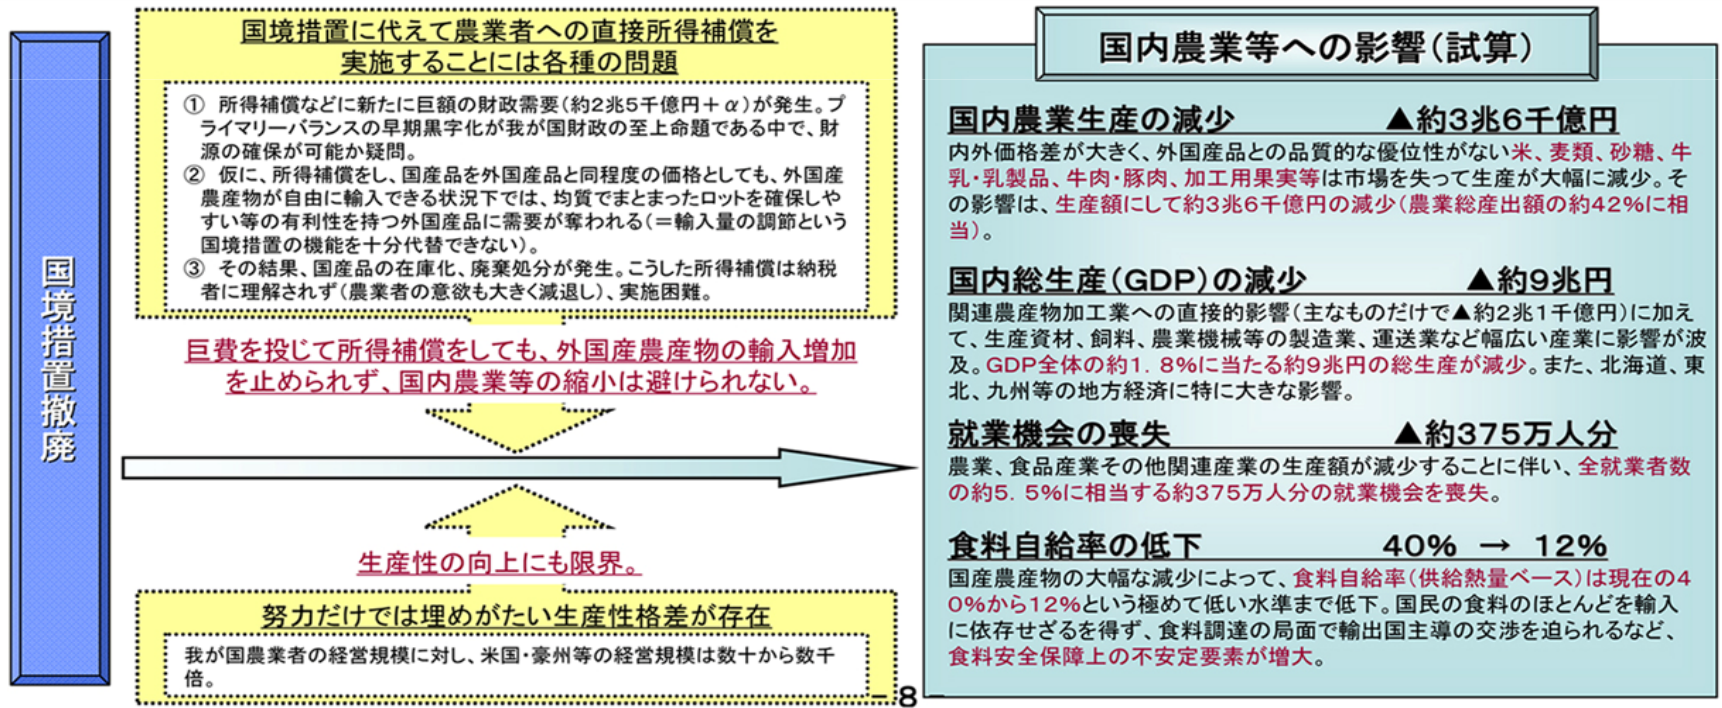 国境措置撤廃
国境措置に代えて農業者への直接所得補償を
実施することには各種の問題
① 所得補償などに新たに巨額の財政需要(約2兆5千億円+α)が発生。プ
ライマリーバランスの早期黒字化が我が国財政の至上命題である中で、財
源の確保が可能か疑問。
② 仮に、所得補償をし、国産品を外国産品と同程度の価格としても、外国産
農産物が自由に輸入できる状況下では、均質でまとまったロットを確保しや
すい等の有利性を持つ外国産品に需要が奪われる(=輸入量の調節という
国境措置の機能を十分代替できない)。
③ その結果、国産品の在庫化、廃棄処分が発生。こうした所得補償は納税
者に理解されず(農業者の意欲も大きく減退し)、実施困難。
巨費を投じて所得補償をしても、外国産農産物の輸入増加
を止められず、国内農業等の縮小は避けられない。
生産性の向上にも限界。
努力だけでは埋めがたい生産性格差が存在
我が国農業者の経営規模に対し、米国・豪州等の経営規模は数十から数千
倍。
国内農業等への影響(試算)
国内農業生産の減少 ▲約3兆6千億円
内外価格差が大きく、外国産品との品質的な優位性がない米、麦類、砂糖、牛
乳・乳製品、牛肉・豚肉、加工用果実等は市場を失って生産が大幅に減少。そ
の影響は、生産額にして約3兆6千億円の減少(農業総産出額の約42%に相
当)。
国内総生産(GDP)の減少 ▲約9兆円
関連農産物加工業への直接的影響(主なものだけで▲約2兆1千億円)に加え
て、生産資材、飼料、農業機械等の製造業、運送業など幅広い産業に影響が波
及。GDP全体の約1.8%に当たる約9兆円の総生産が減少。また、北海道、東
北、九州等の地方経済に特に大きな影響。
就業機会の喪失 ▲約375万人分
農業、食品産業その他関連産業の生産額が減少することに伴い、全就業者数
の約5.5%に相当する約375万人分の就業機会を喪失。
食料自給率の低下 40% → 12%
国産農産物の大幅な減少によって、食料自給率(供給熱量ベース)は現在の4
0%から12%という極めて低い水準まで低下。国民の食料のほとんどを輸入
に依存せざるを得ず、食料調達の局面で輸出国主導の交渉を迫られるなど、
食料安全保障上の不安定要素が増大。
- 8 -